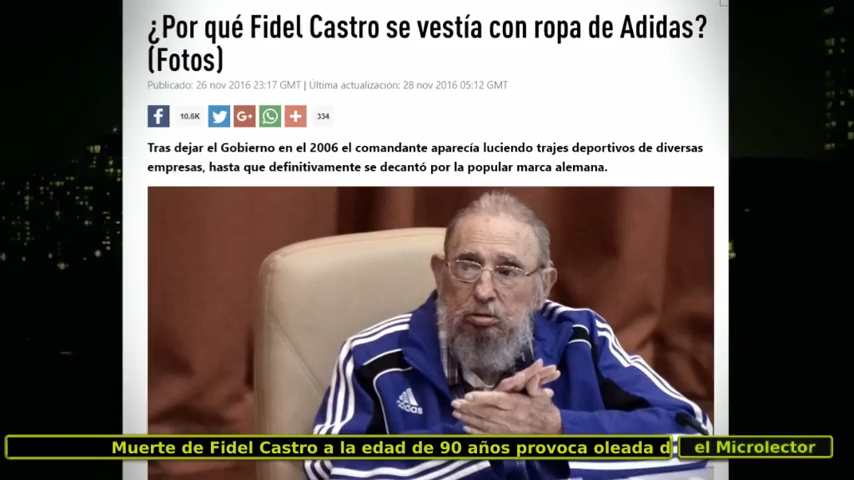 ¿Por qué Fidel Castro se vestía con ropa de Adidas?
(Fotos)
Publicado: 26 nov 2016 23:17 GMT | Última actualización: 28 nov 2016 05:12 GMT
f 10.6K G+ + 334
Tras dejar el Gobierno en el 2006 el comandante aparecía luciendo trajes deportivos de diversas
empresas, hasta que definitivamente se decantó por la popular marca alemana.
adidas
Muerte de Fidel Castro a la edad de 90 años provoca oleada d
el Microlector